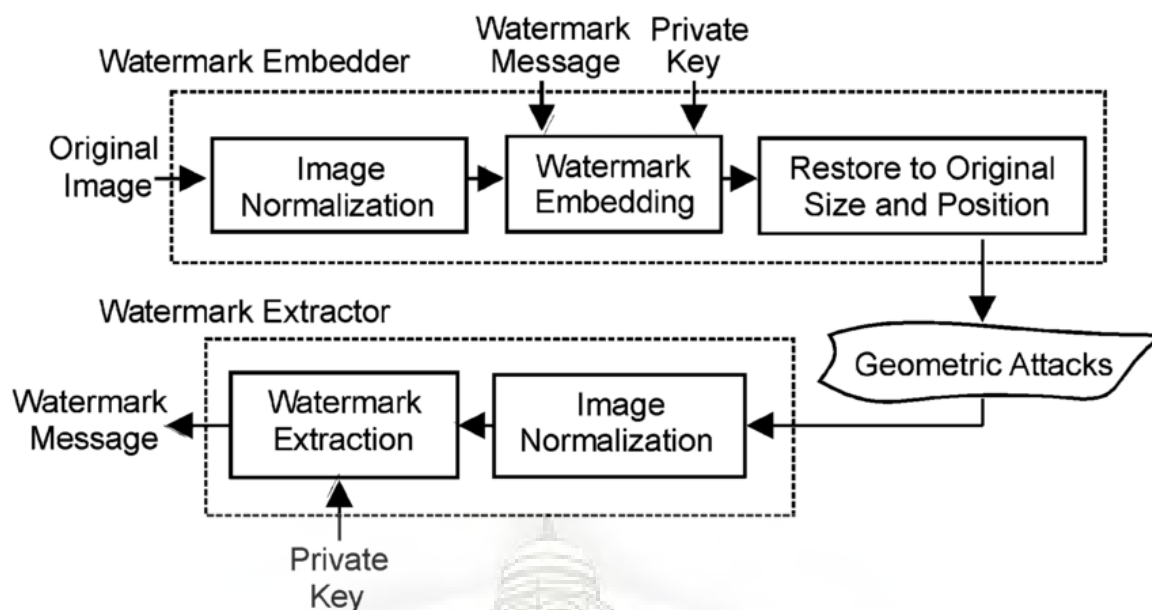 Watermark Embedder
Watermark
Message
Private
Key
Original
Image
Image
Normalization
Watermark
Embedding
Restore to Original
Size and Position
Geometric Attacks
Watermark Extractor
Watermark
Message
Watermark
Extraction
Image
Normalization
Private
Key